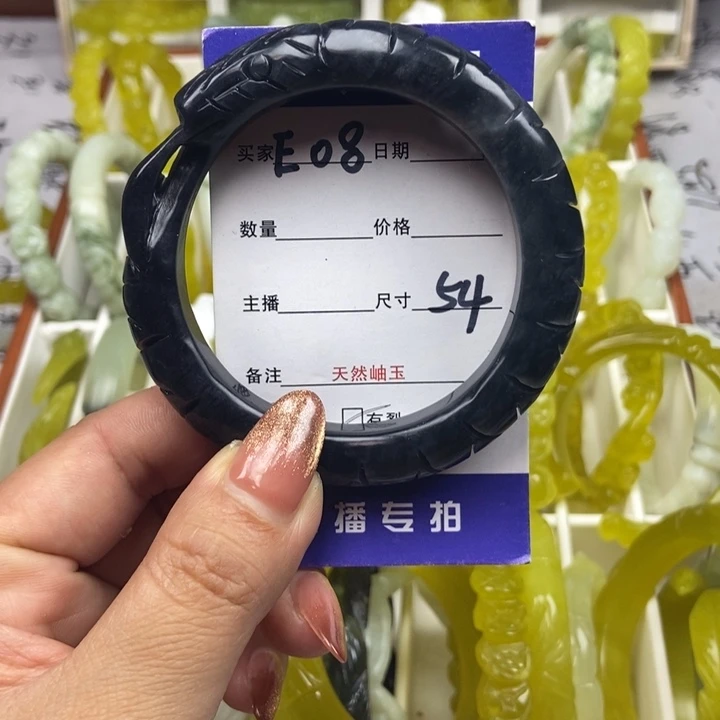 买家 E08 日期
数量 价格
主播 尺寸 54
备注 天然岫玉
有裂
播专拍